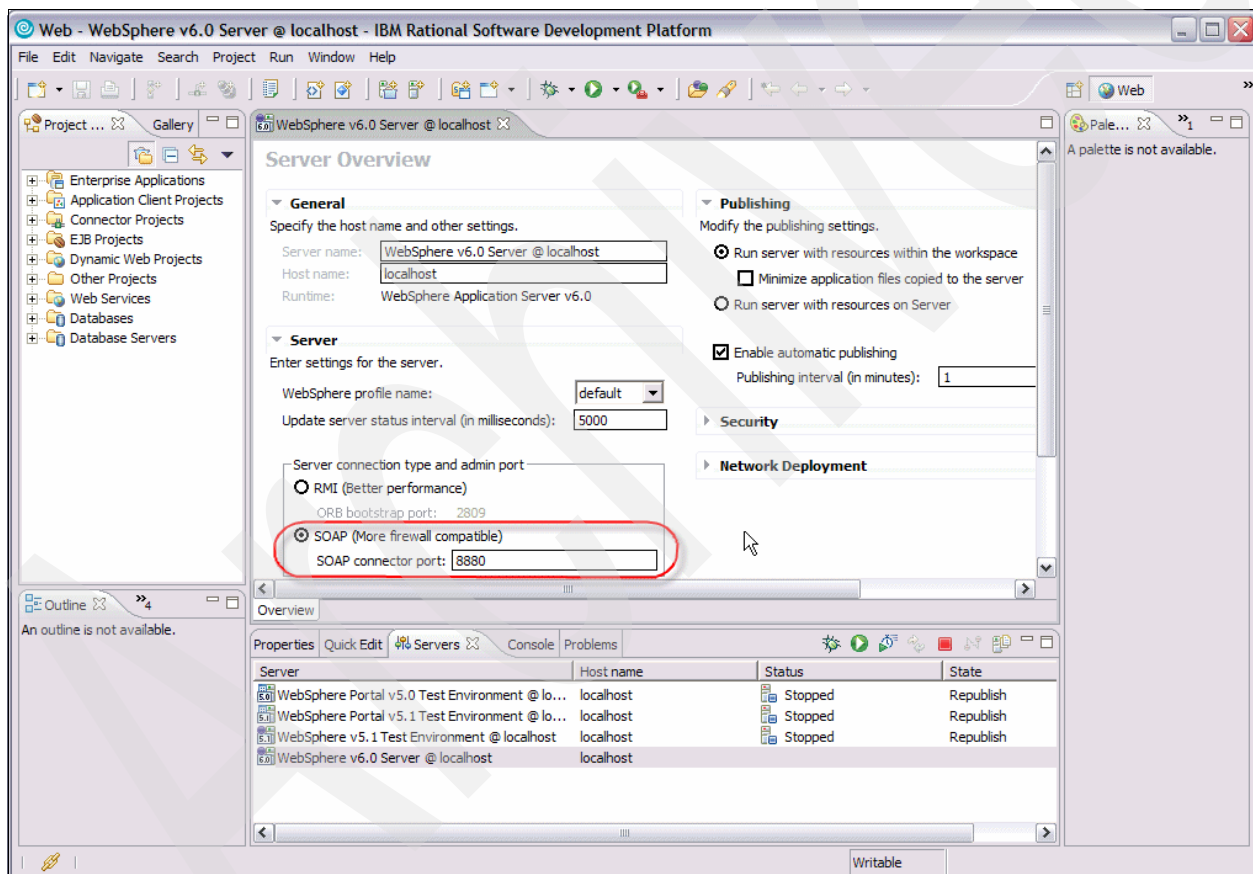 Web - WebSphere v6.0 Server @ localhost - IBM Rational Software Development Platform
File Edit Navigate Search Project Run Window Help
Web
Project ... Gallery
Enterprise Applications
Application Client Projects
Connector Projects
EJB Projects
Dynamic Web Projects
Other Projects
Web Services
Databases
Database Servers
WebSphere v6.0 Server @ localhost
Server Overview
General
Specify the host name and other settings.
Server name: WebSphere v6.0 Server @ localhost
Host name: localhost
Runtime: WebSphere Application Server v6.0
Server
Enter settings for the server.
WebSphere profile name: default
Update server status interval (in milliseconds): 5000
Server connection type and admin port
RMI (Better performance)
ORB bootstrap port: 2809
SOAP (More firewall compatible)
SOAP connector port: 8880
Publishing
Modify the publishing settings.
Run server with resources within the workspace
Minimize application files copied to the server
Run server with resources on Server
Enable automatic publishing
Publishing interval (in minutes): 1
Security
Network Deployment
Overview
Pale... 1
A palette is not available.
Outline 4
An outline is not available.
Properties Quick Edit Servers Console Problems
Server Host name Status State
WebSphere Portal v5.0 Test Environment @ lo... localhost Stopped Republish
WebSphere Portal v5.1 Test Environment @ lo... localhost Stopped Republish
WebSphere v5.1 Test Environment @ localhost localhost Stopped Republish
WebSphere v6.0 Server @ localhost localhost
Writable